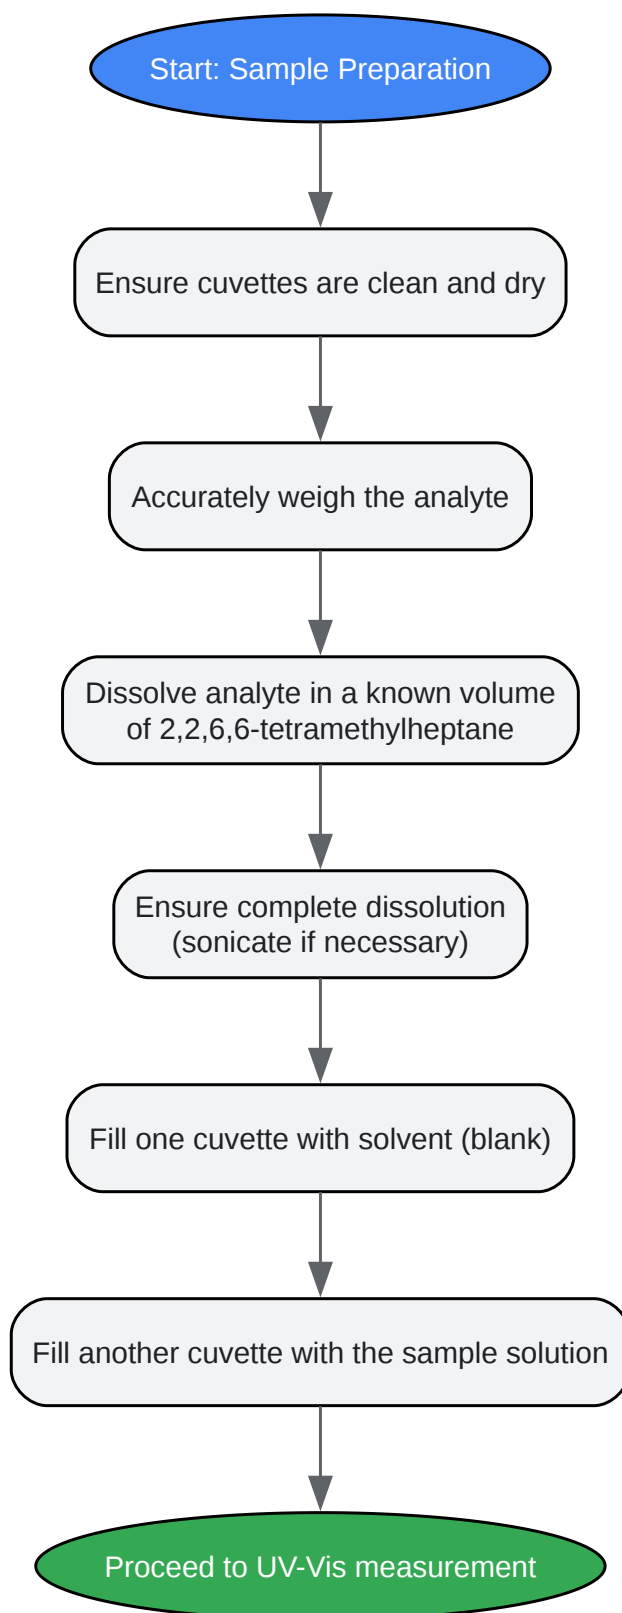 Start: Sample Preparation
Ensure cuvettes are clean and dry
Accurately weigh the analyte
Dissolve analyte in a known volume
of 2,2,6,6-tetramethylheptane
Ensure complete dissolution
(sonicate if necessary)
Fill one cuvette with solvent (blank)
Fill another cuvette with the sample solution
Proceed to UV-Vis measurement